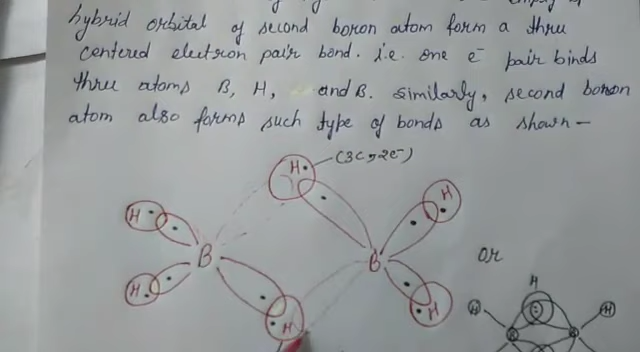 hybrid orbital of second boron atom form a three
centered electron pair bond. i.e. one e⁻ pair binds
three atoms B, H, and B. Similarly, second boron
atom also forms such type of bonds as shown -
H (3C, 2e⁻)
H H
B B or
H H H H
H H
B B